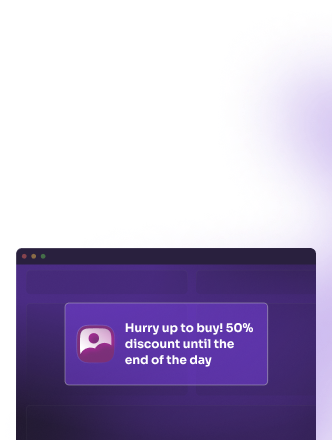 Hurry up to buy! 50%
discount until the
end of the day